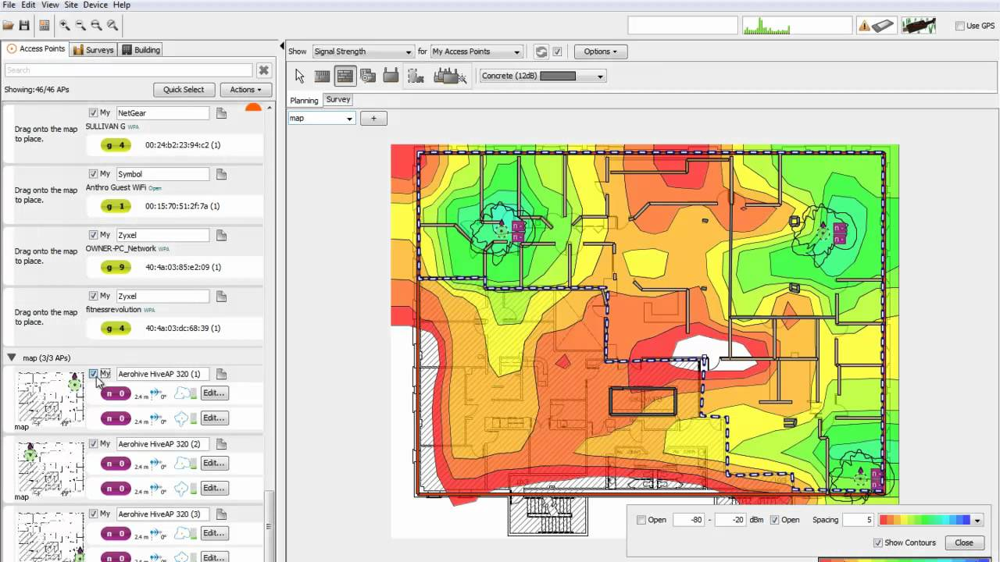 File Edit View Site Device Help
Use GPS
Access Points Surveys Building
Search
Showing:46/46 APs Quick Select Actions
My NetGear
SULLIVAN G WPA
Drag onto the map
to place.
g 4 00:24:b2:23:94:c2 (1)
My Symbol
Anthro Guest WiFi Open
Drag onto the map
to place.
g 1 00:15:70:51:2f:7a (1)
My Zyxel
OWNER-PC_Network WPA
Drag onto the map
to place.
g 9 40:4a:03:85:e2:09 (1)
My Zyxel
fitnessrevolution WPA
Drag onto the map
to place.
g 4 40:4a:03:dc:68:39 (1)
map (3/3 APs)
My Aerohive HiveAP 320 (1)
n 0 2.4 m 0° Edit...
n 0 2.4 m 0° Edit...
map
My Aerohive HiveAP 320 (2)
n 0 2.4 m 0° Edit...
n 0 2.4 m 0° Edit...
map
My Aerohive HiveAP 320 (3)
n 0 2.4 m 0° Edit...
n 0 2.4 m 0° Edit...
Show Signal Strength for My Access Points Options
Concrete (12dB)
Planning Survey
map +
Open -80 - -20 dBm Open Spacing 5
Show Contours Close